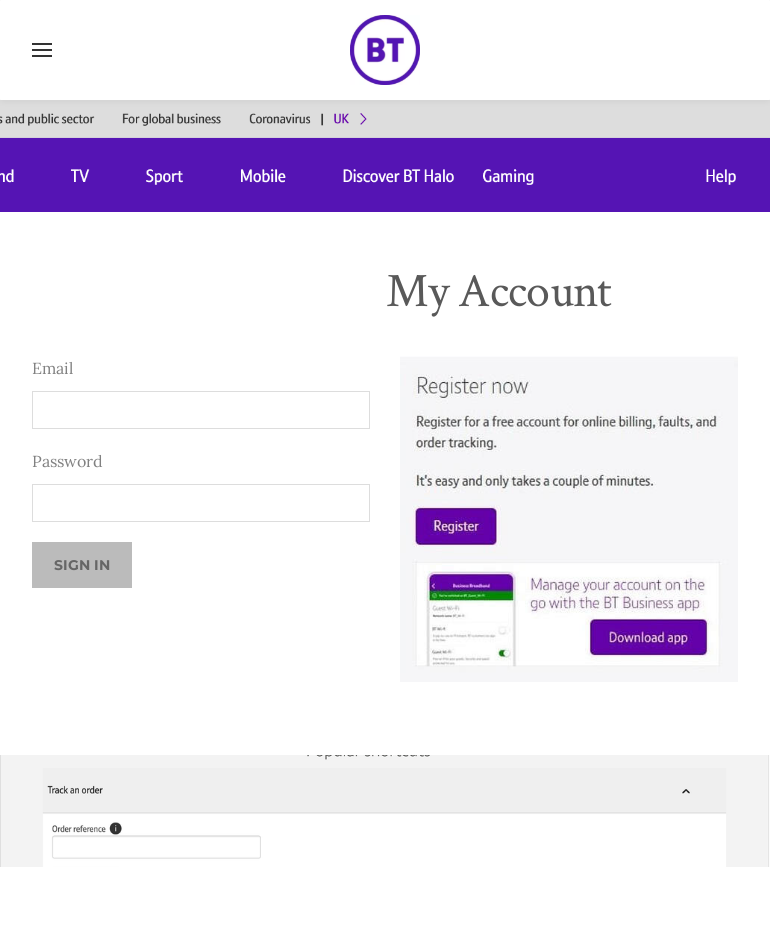 BT
and public sector For global business Coronavirus | UK
TV Sport Mobile Discover BT Halo Gaming Help
My Account
Email
Password
SIGN IN
Register now
Register for a free account for online billing, faults, and
order tracking.
It's easy and only takes a couple of minutes.
Register
Business Broadband
Guest Wi-Fi
BT Wi-fi
Guest Wi-Fi
Manage your account on the
go with the BT Business app
Download app
Track an order
Order reference i